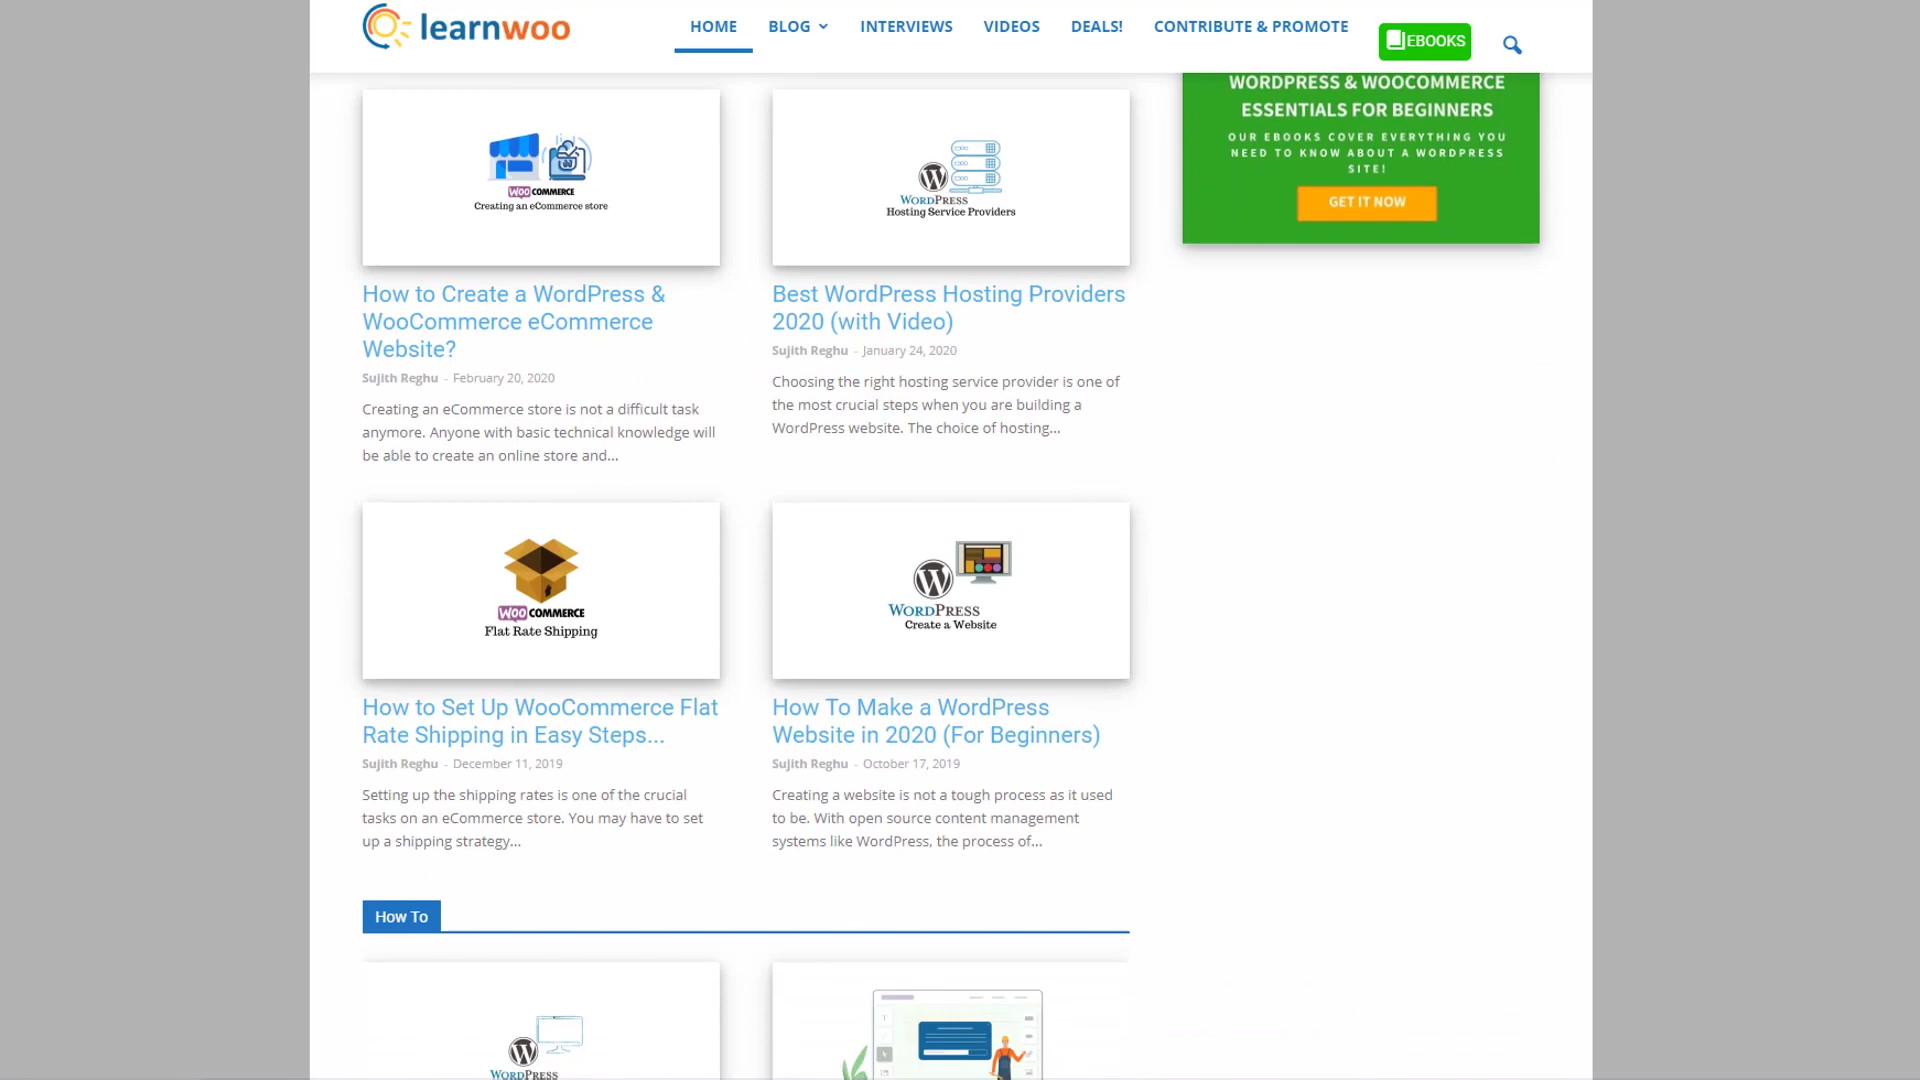 learnwoo
HOME
BLOG
INTERVIEWS
VIDEOS
DEALS!
CONTRIBUTE & PROMOTE
EBOOKS
WORDPRESS & WOOCOMMERCE
ESSENTIALS FOR BEGINNERS
OUR EBOOKS COVER EVERYTHING YOU
NEED TO KNOW ABOUT A WORDPRESS
SITE!
GET IT NOW
WOO COMMERCE
Creating an eCommerce store
How to Create a WordPress &
WooCommerce eCommerce
Website?
Sujith Reghu - February 20, 2020
Creating an eCommerce store is not a difficult task
anymore. Anyone with basic technical knowledge will
be able to create an online store and...
WORDPRESS
Hosting Service Providers
Best WordPress Hosting Providers
2020 (with Video)
Sujith Reghu - January 24, 2020
Choosing the right hosting service provider is one of
the most crucial steps when you are building a
WordPress website. The choice of hosting...
WOO COMMERCE
Flat Rate Shipping
How to Set Up WooCommerce Flat
Rate Shipping in Easy Steps...
Sujith Reghu - December 11, 2019
Setting up the shipping rates is one of the crucial
tasks on an eCommerce store. You may have to set
up a shipping strategy...
WORDPRESS
Create a Website
How To Make a WordPress
Website in 2020 (For Beginners)
Sujith Reghu - October 17, 2019
Creating a website is not a tough process as it used
to be. With open source content management
systems like WordPress, the process of...
How To
WORDPRESS